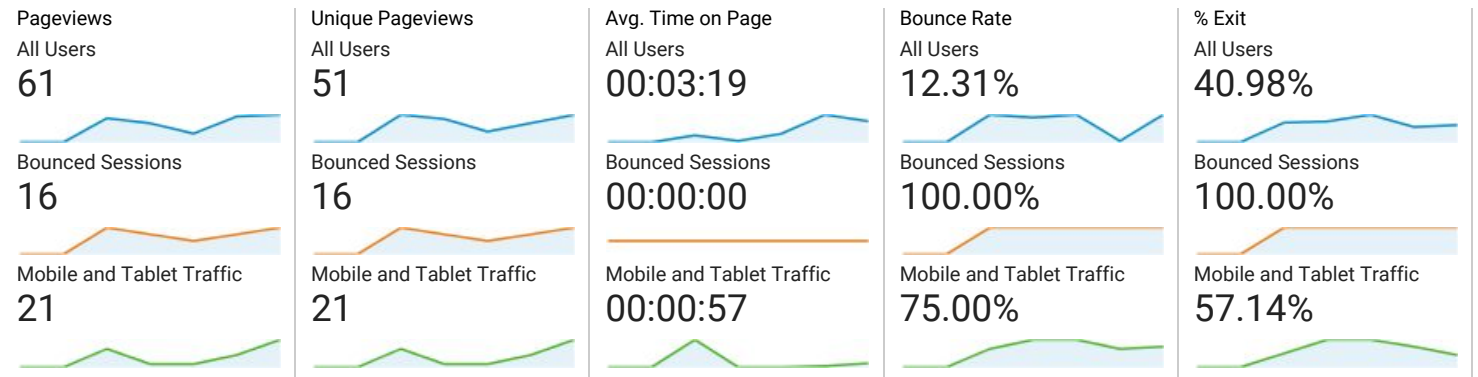 Pageviews
All Users
61
Bounced Sessions
16
Mobile and Tablet Traffic
21
Unique Pageviews
All Users
51
Bounced Sessions
16
Mobile and Tablet Traffic
21
Avg. Time on Page
All Users
00:03:19
Bounced Sessions
00:00:00
Mobile and Tablet Traffic
00:00:57
Bounce Rate
All Users
12.31%
Bounced Sessions
100.00%
Mobile and Tablet Traffic
75.00%
% Exit
All Users
40.98%
Bounced Sessions
100.00%
Mobile and Tablet Traffic
57.14%